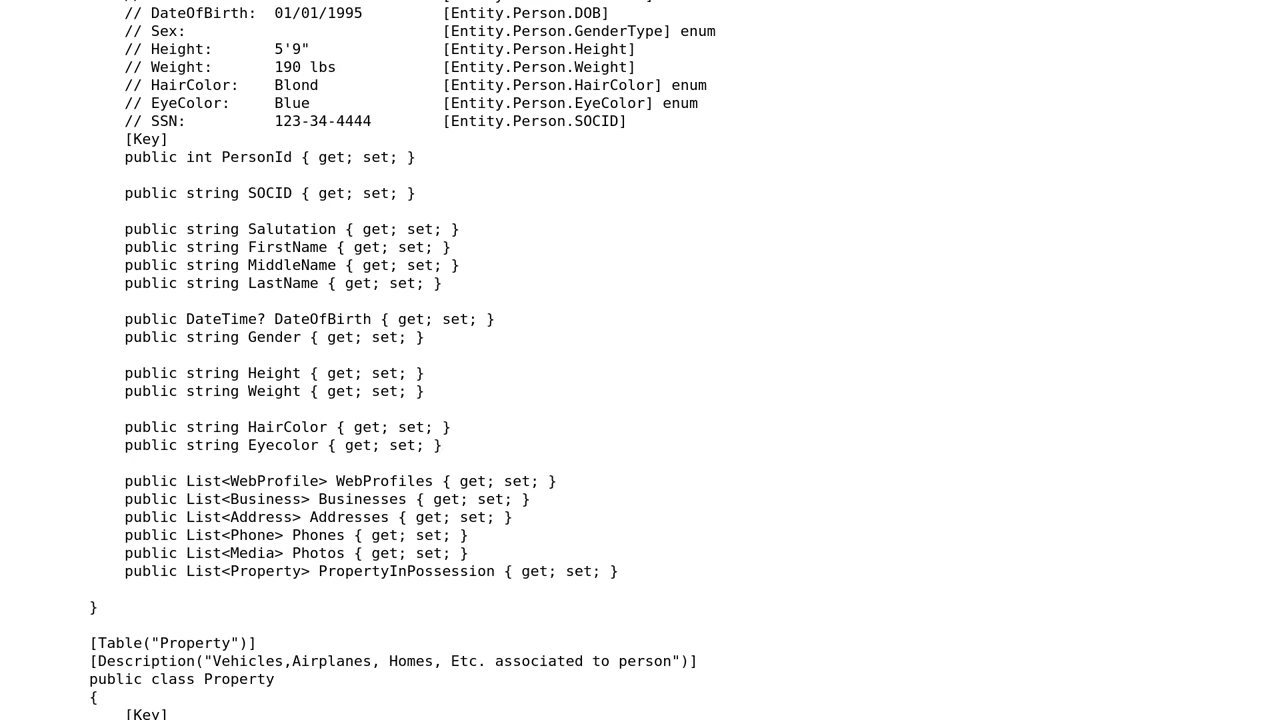 // DateOfBirth:  01/01/1995         [Entity.Person.DOB]
// Sex:                             [Entity.Person.GenderType] enum
// Height:       5'9"               [Entity.Person.Height]
// Weight:       190 lbs            [Entity.Person.Weight]
// HairColor:    Blond              [Entity.Person.HairColor] enum
// EyeColor:     Blue               [Entity.Person.EyeColor] enum
// SSN:          123-34-4444        [Entity.Person.SOCID]
[Key]
public int PersonId { get; set; }
public string SOCID { get; set; }
public string Salutation { get; set; }
public string FirstName { get; set; }
public string MiddleName { get; set; }
public string LastName { get; set; }
public DateTime? DateOfBirth { get; set; }
public string Gender { get; set; }
public string Height { get; set; }
public string Weight { get; set; }
public string HairColor { get; set; }
public string Eyecolor { get; set; }
public List<WebProfile> WebProfiles { get; set; }
public List<Business> Businesses { get; set; }
public List<Address> Addresses { get; set; }
public List<Phone> Phones { get; set; }
public List<Media> Photos { get; set; }
public List<Property> PropertyInPossession { get; set; }
}
[Table("Property")]
[Description("Vehicles,Airplanes, Homes, Etc. associated to person")]
public class Property
{
[Key]